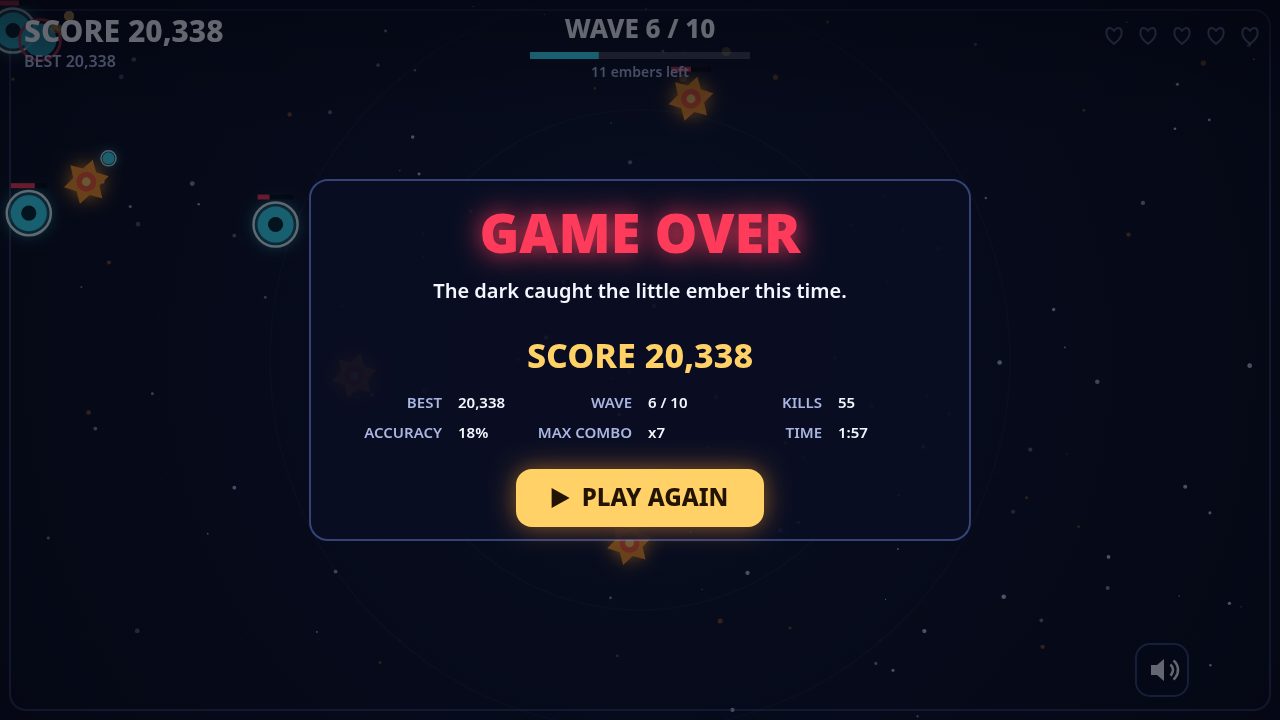 SCORE 20,338
BEST 20,338
WAVE 6 / 10
11 embers left
GAME OVER
The dark caught the little ember this time.
SCORE 20,338
BEST 20,338 WAVE 6 / 10 KILLS 55
ACCURACY 18% MAX COMBO x7 TIME 1:57
PLAY AGAIN